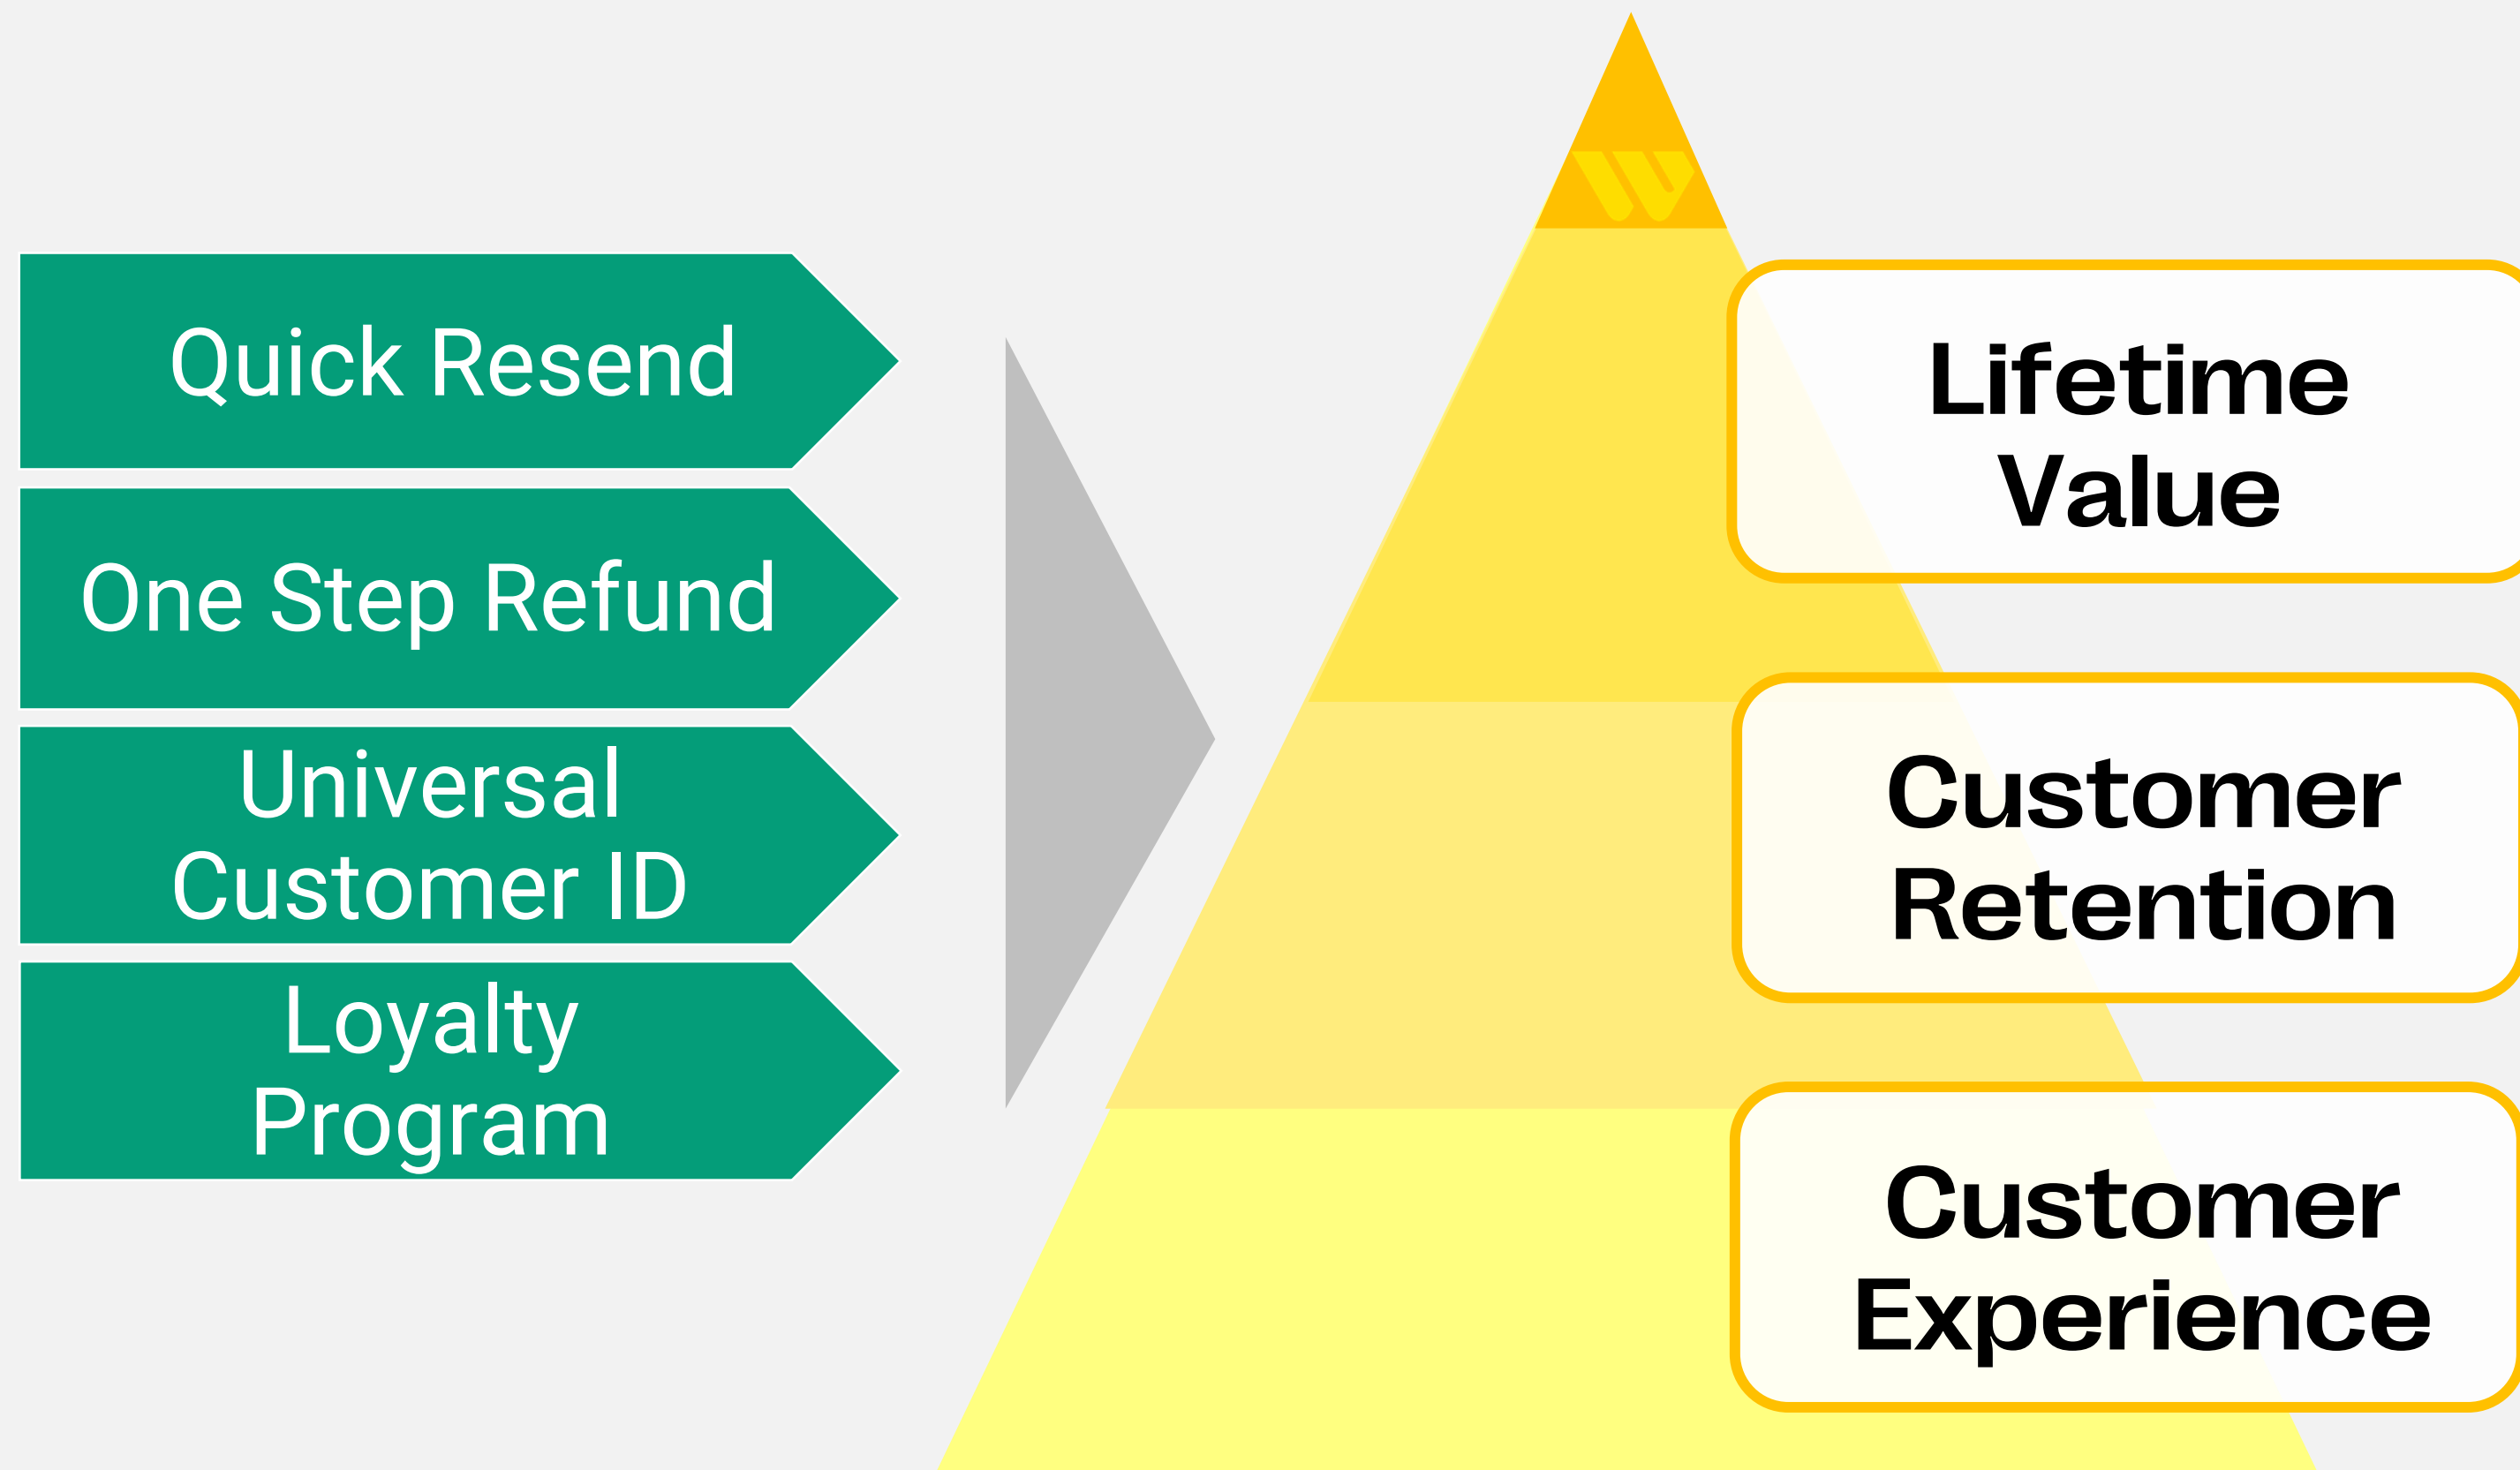 Quick Resend
One Step Refund
Universal
Customer ID
Loyalty
Program
Lifetime
Value
Customer
Retention
Customer
Experience